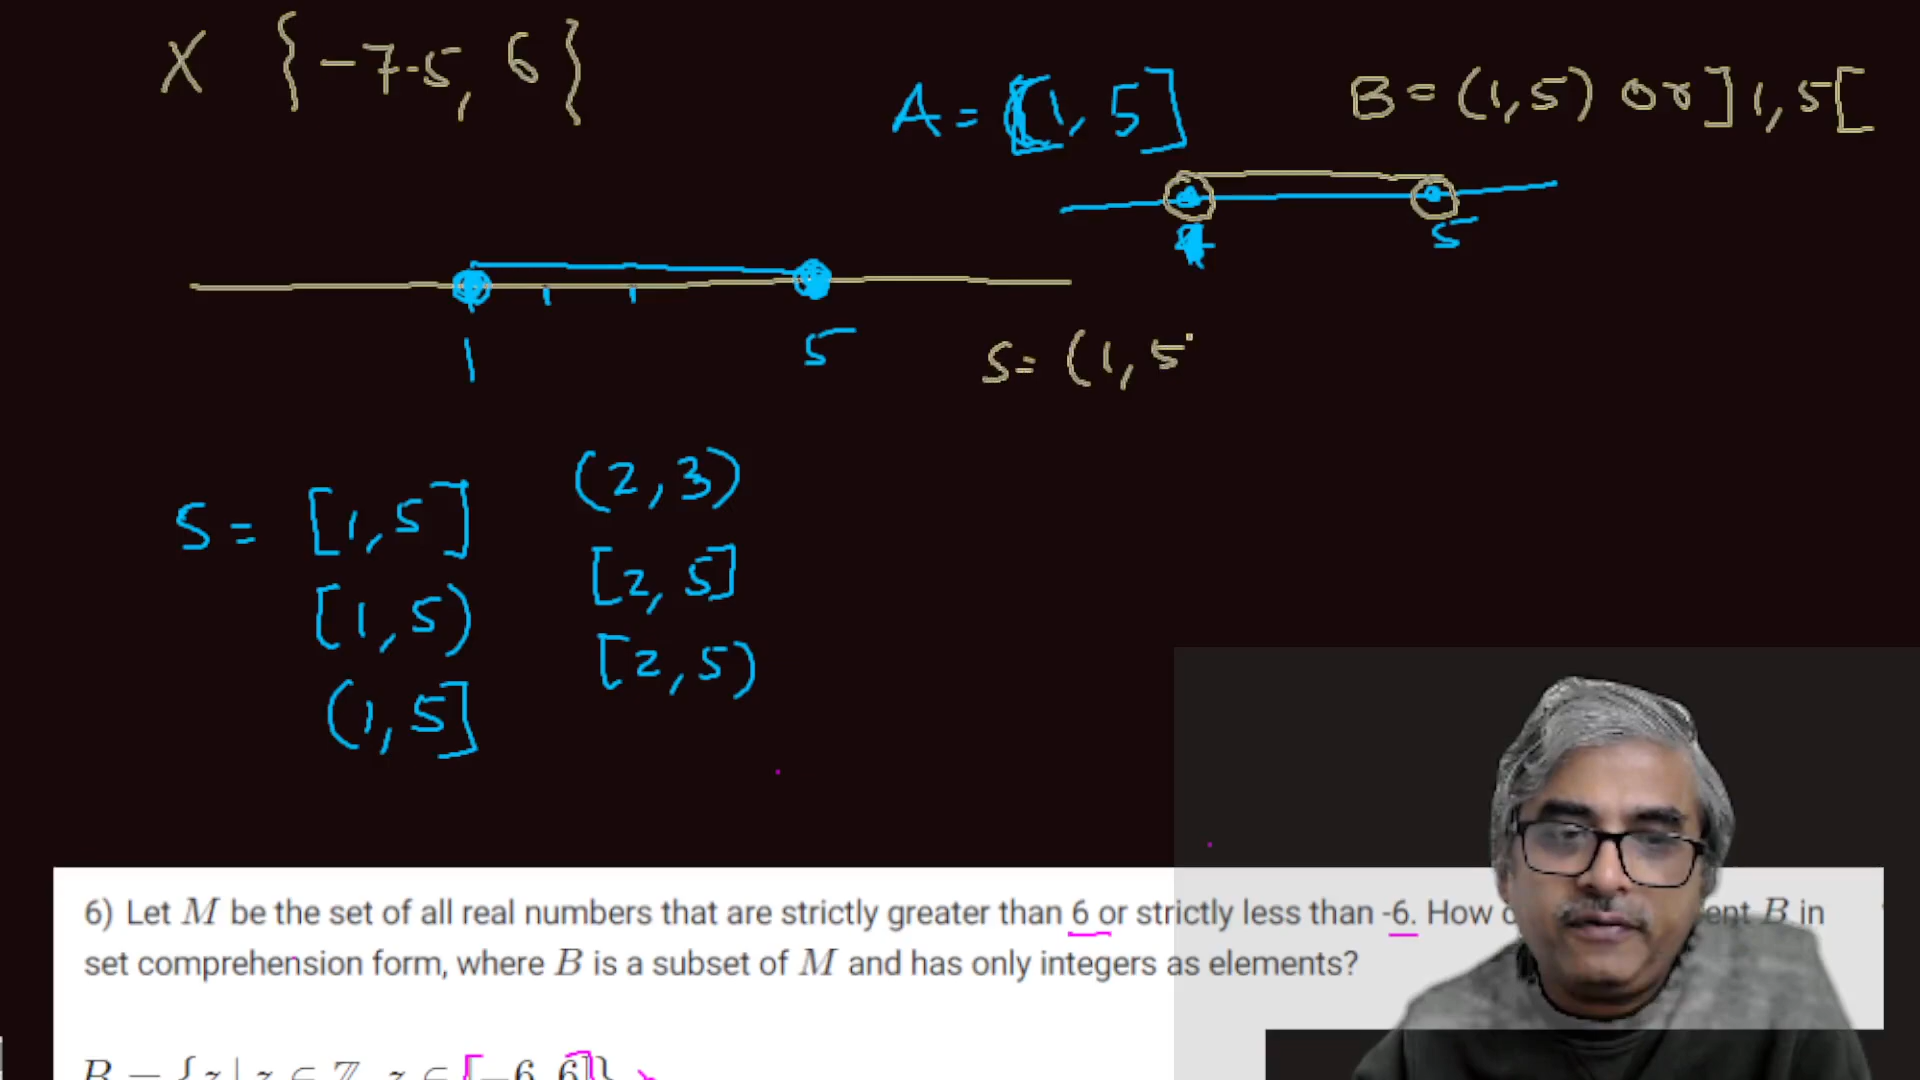 X {-7.5, 6}
A = [1, 5]
B = (1,5) or ]1,5[
1 5
1 5
S = (1, 5
S = [1, 5]
[1, 5)
(1, 5]
(2, 3)
[2, 5]
[2, 5)
6) Let M be the set of all real numbers that are strictly greater than 6 or strictly less than -6. How ent B in
set comprehension form, where B is a subset of M and has only integers as elements?
B = {z | z ∈ ℤ, z ∈ [-6, 6]}